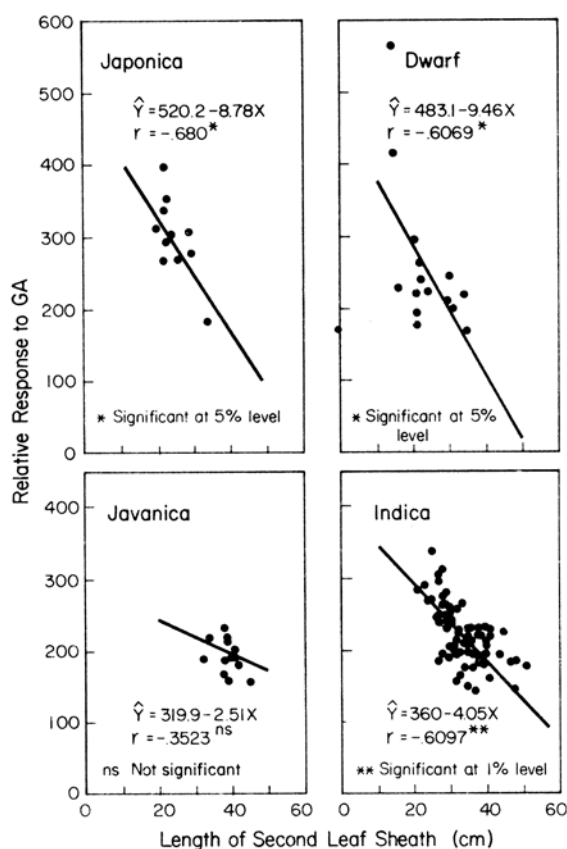 600
500
400
300
200
100
0
Japonica
Ŷ=520.2-8.78X
r = -.680*
* Significant at 5% level
Dwarf
Ŷ=483.1-9.46X
r = -.6069*
* Significant at 5%
level
Relative Response to GA
400
300
200
100
0
Javanica
Ŷ=319.9-2.51X
r = -.3523ns
ns Not significant
Indica
Ŷ=360-4.05X
r = -.6097**
** Significant at 1% level
0 20 40 60
0 20 40 60
Length of Second Leaf Sheath (cm)